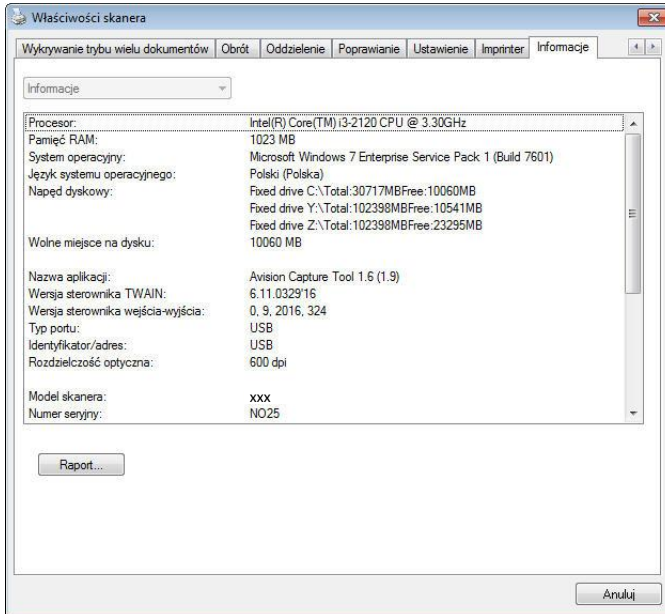 Właściwości skanera
Wykrywanie trybu wielu dokumentów Obrót Oddzielenie Poprawianie Ustawienie Imprinter Informacje
Informacje
Procesor: Intel(R) Core(TM) i3-2120 CPU @ 3.30GHz
Pamięć RAM: 1023 MB
System operacyjny: Microsoft Windows 7 Enterprise Service Pack 1 (Build 7601)
Język systemu operacyjnego: Polski (Polska)
Napęd dyskowy: Fixed drive C:\Total:30717MBFree:10060MB
Fixed drive Y:\Total:102398MBFree:10541MB
Fixed drive Z:\Total:102398MBFree:23295MB
Wolne miejsce na dysku: 10060 MB
Nazwa aplikacji: Avision Capture Tool 1.6 (1.9)
Wersja sterownika TWAIN: 6.11.0329'16
Wersja sterownika wejścia-wyjścia: 0, 9, 2016, 324
Typ portu: USB
Identyfikator/adres: USB
Rozdzielczość optyczna: 600 dpi
Model skanera: xxx
Numer seryjny: NO25
Raport...
Anuluj